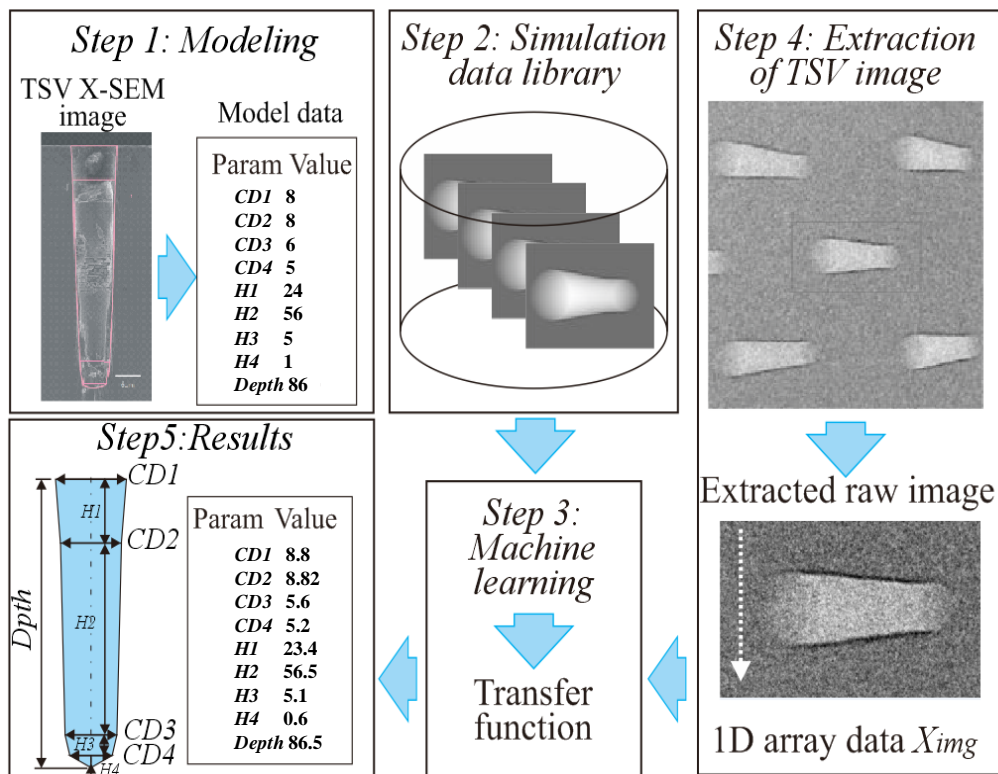 Step 1: Modeling
TSV X-SEM
image
Model data
Param Value
CD1 8
CD2 8
CD3 6
CD4 5
H1 24
H2 56
H3 5
H4 1
Depth 86
Step 2: Simulation
data library
Step 4: Extraction
of TSV image
Extracted raw image
1D array data Ximg
Step 3:
Machine
learning
Transfer
function
Step5:Results
CD1
H1
CD2
H2
Dpth
CD3
H3
CD4
H4
Param Value
CD1 8.8
CD2 8.82
CD3 5.6
CD4 5.2
H1 23.4
H2 56.5
H3 5.1
H4 0.6
Depth 86.5